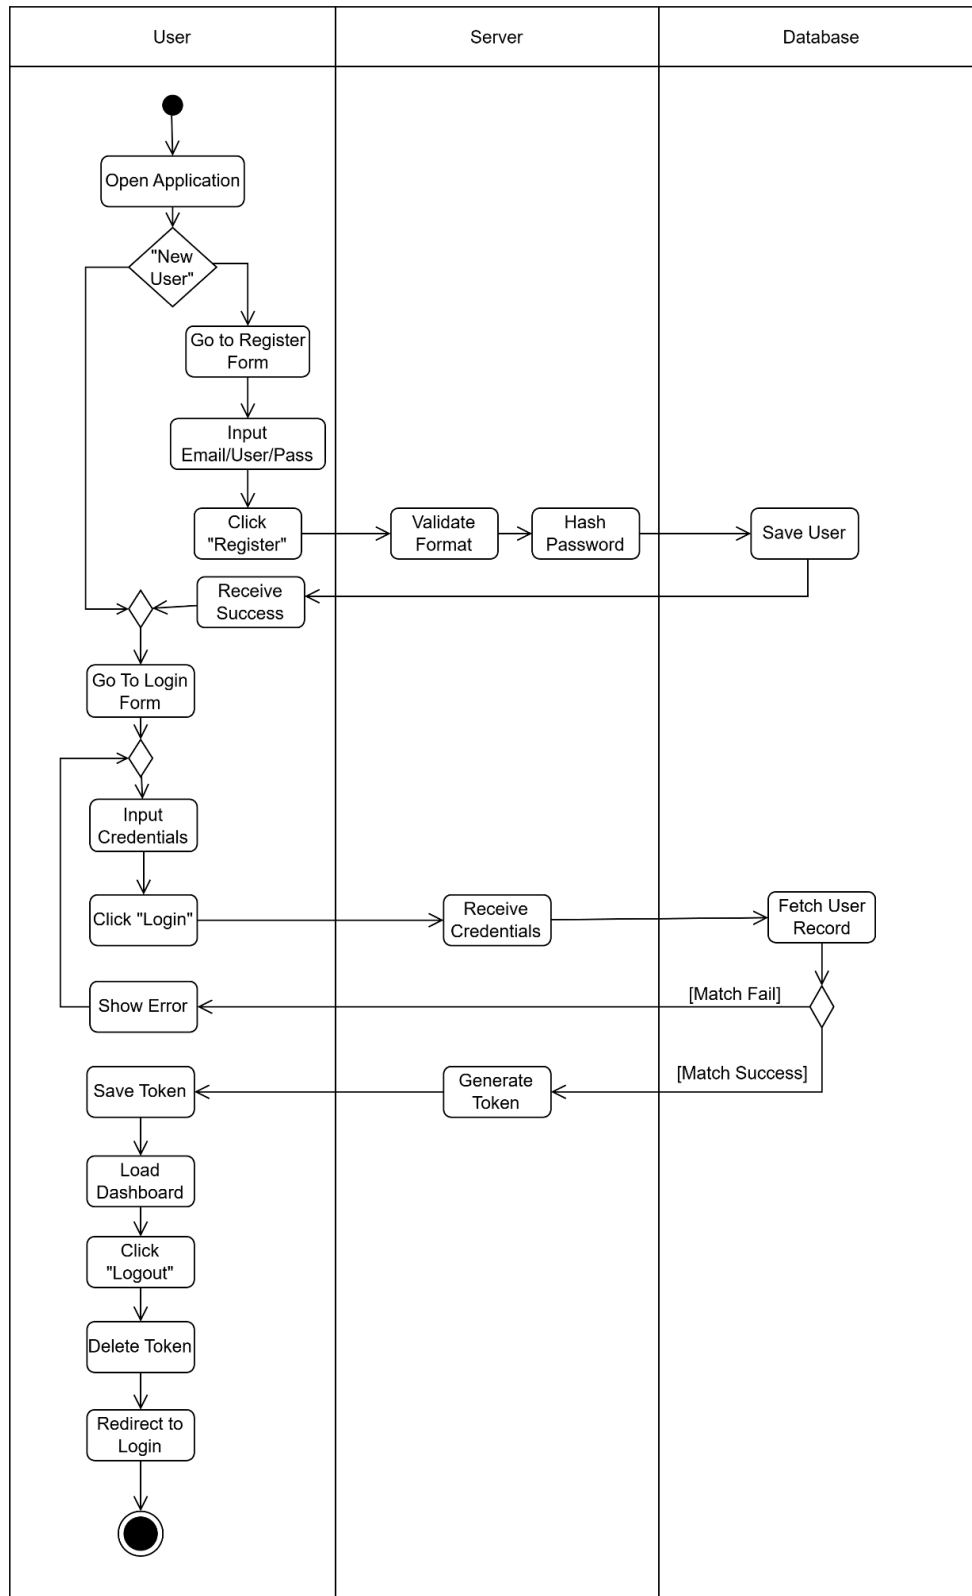 User
Server
Database
Open Application
"New
User"
Go to Register
Form
Input
Email/User/Pass
Click
"Register"
Validate
Format
Hash
Password
Save User
Receive
Success
Go To Login
Form
Input
Credentials
Click "Login"
Receive
Credentials
Fetch User
Record
[Match Fail]
Show Error
[Match Success]
Generate
Token
Save Token
Load
Dashboard
Click
"Logout"
Delete Token
Redirect to
Login